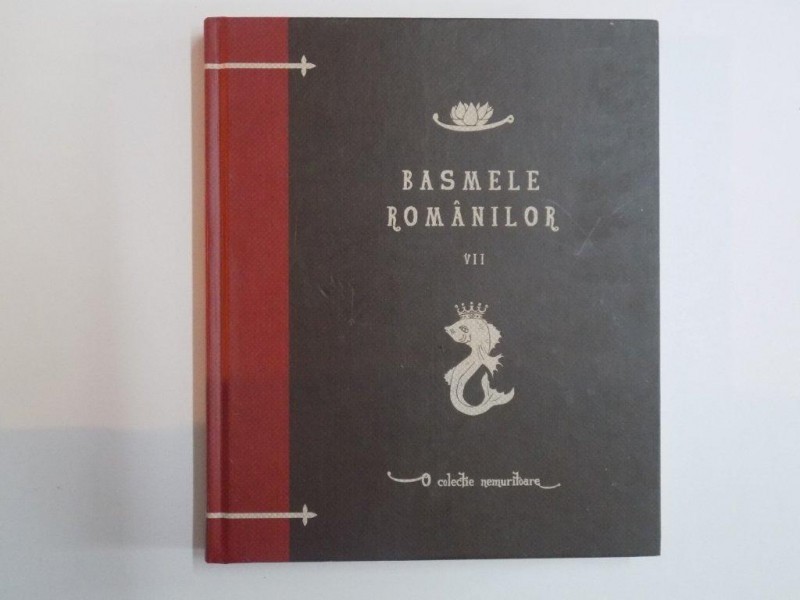 BASMELE
ROMÂNILOR
VII
O colecție nemuritoare